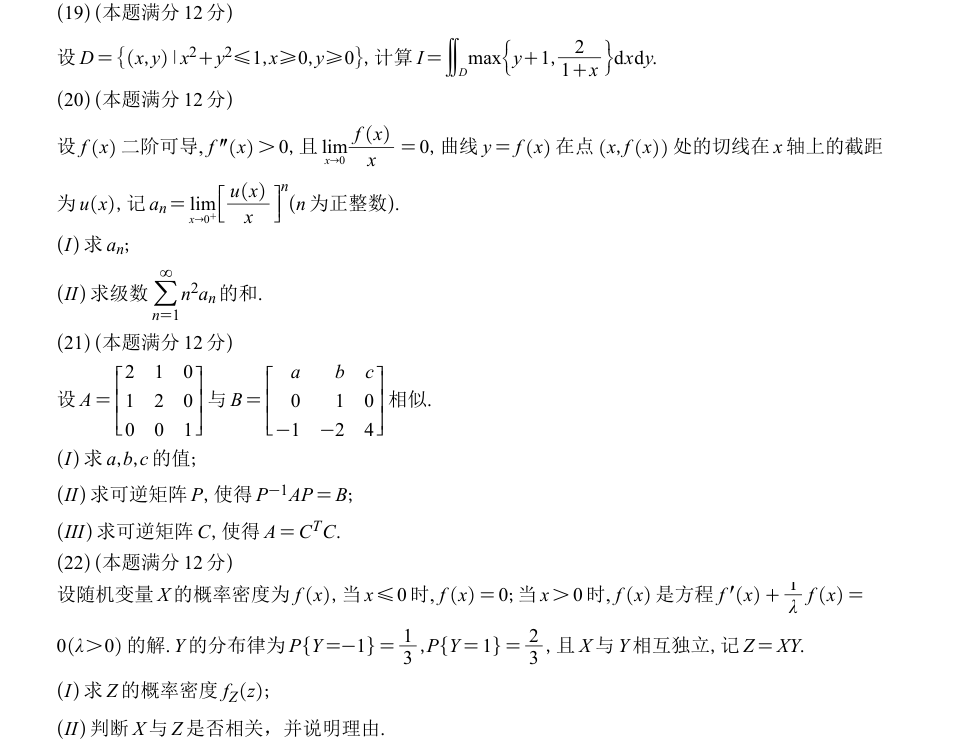 (19)(本题满分 12 分)
设 D={(x,y)|x²+y²≤1,x≥0,y≥0}, 计算 I=∬_D max{y+1, 2/(1+x)}dxdy.
(20)(本题满分 12 分)
设 f(x) 二阶可导, f″(x)>0, 且 lim_{x→0} f(x)/x =0, 曲线 y=f(x) 在点 (x,f(x)) 处的切线在 x 轴上的截距
为 u(x), 记 aₙ= lim_{x→0⁺} [u(x)/x]ⁿ (n 为正整数).
(I) 求 aₙ;
(II) 求级数 ∑_{n=1}^{∞} n²aₙ 的和.
(21)(本题满分 12 分)
设 A=[2 1 0; 1 2 0; 0 0 1] 与 B=[a b c; 0 1 0; −1 −2 4] 相似.
(I) 求 a,b,c 的值;
(II) 求可逆矩阵 P, 使得 P⁻¹AP=B;
(III) 求可逆矩阵 C, 使得 A=CᵀC.
(22)(本题满分 12 分)
设随机变量 X 的概率密度为 f(x), 当 x≤0 时, f(x)=0; 当 x>0 时, f(x) 是方程 f′(x)+ 1/λ f(x)=
0(λ>0) 的解. Y 的分布律为 P{Y=−1}= 1/3 ,P{Y=1}= 2/3 , 且 X 与 Y 相互独立, 记 Z=XY.
(I) 求 Z 的概率密度 f_Z(z);
(II) 判断 X 与 Z 是否相关，并说明理由.